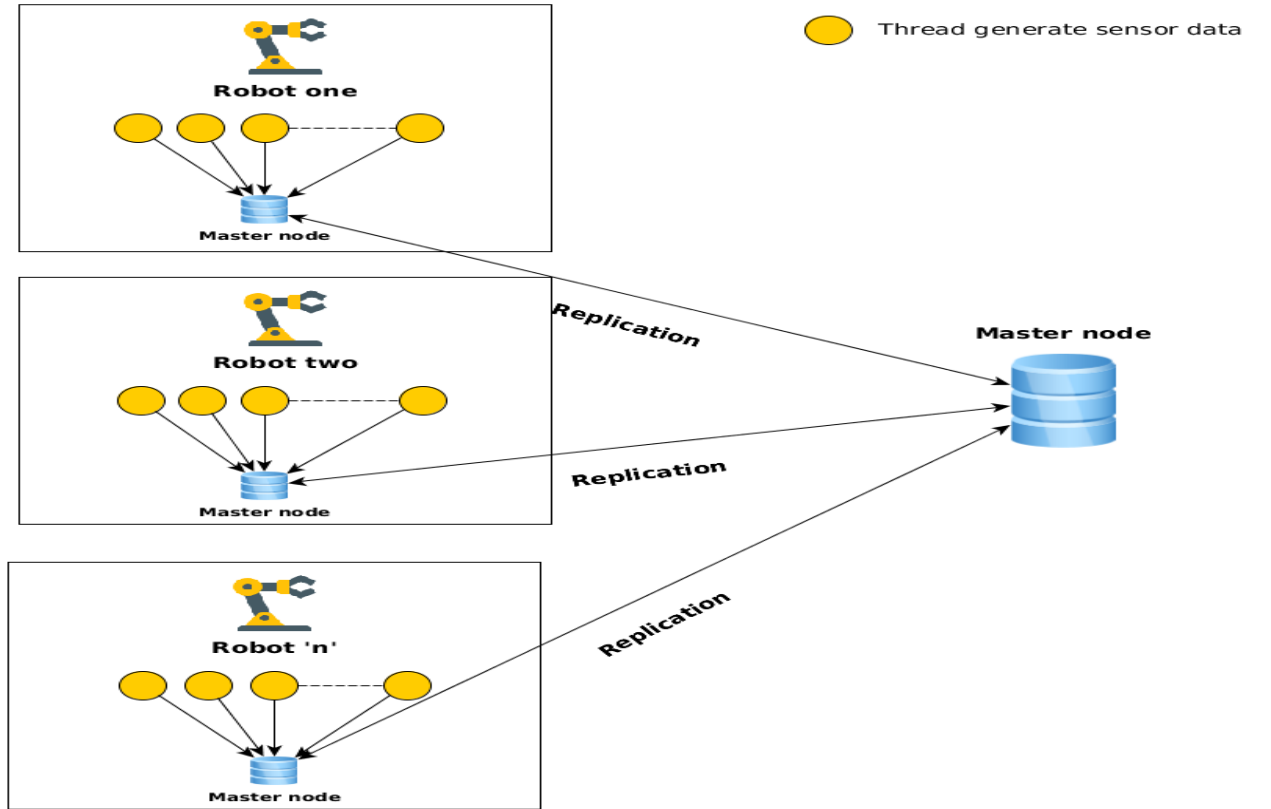 Thread generate sensor data
Robot one
Master node
Robot two
Master node
Robot 'n'
Master node
Replication
Replication
Replication
Master node